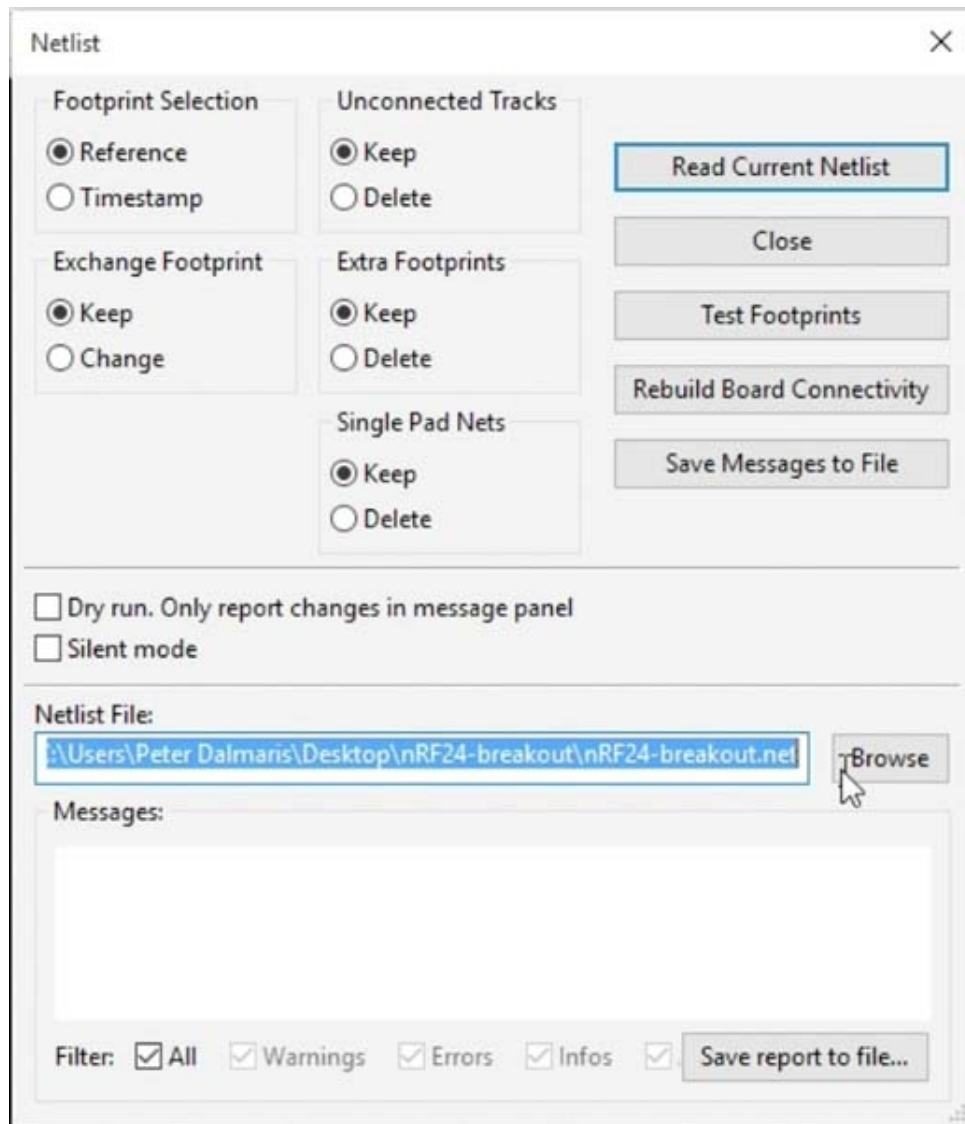 Netlist
Footprint Selection
Reference
Timestamp
Unconnected Tracks
Keep
Delete
Read Current Netlist
Close
Exchange Footprint
Keep
Change
Extra Footprints
Keep
Delete
Test Footprints
Rebuild Board Connectivity
Single Pad Nets
Keep
Delete
Save Messages to File
Dry run. Only report changes in message panel
Silent mode
Netlist File:
:\Users\Peter Dalmaris\Desktop\nRF24-breakout\nRF24-breakout.net
Browse
Messages:
Filter: All Warnings Errors Infos
Save report to file...